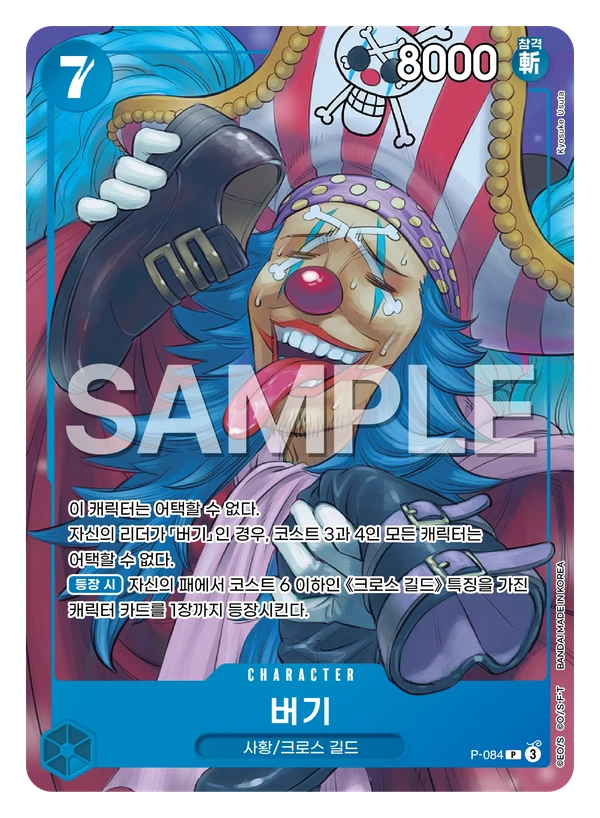 7
8000
참격
斬
Kyosuke Usuta
SAMPLE
이 캐릭터는 어택할 수 없다.
자신의 리더가 「버기」인 경우, 코스트 3과 4인 모든 캐릭터는
어택할 수 없다.
등장 시 자신의 패에서 코스트 6 이하인 《크로스 길드》 특징을 가진
캐릭터 카드를 1장까지 등장시킨다.
CHARACTER
버기
사황/크로스 길드
P-084 P 3
©EO/S ©O/S·F·T BANDAI MADE IN KOREA